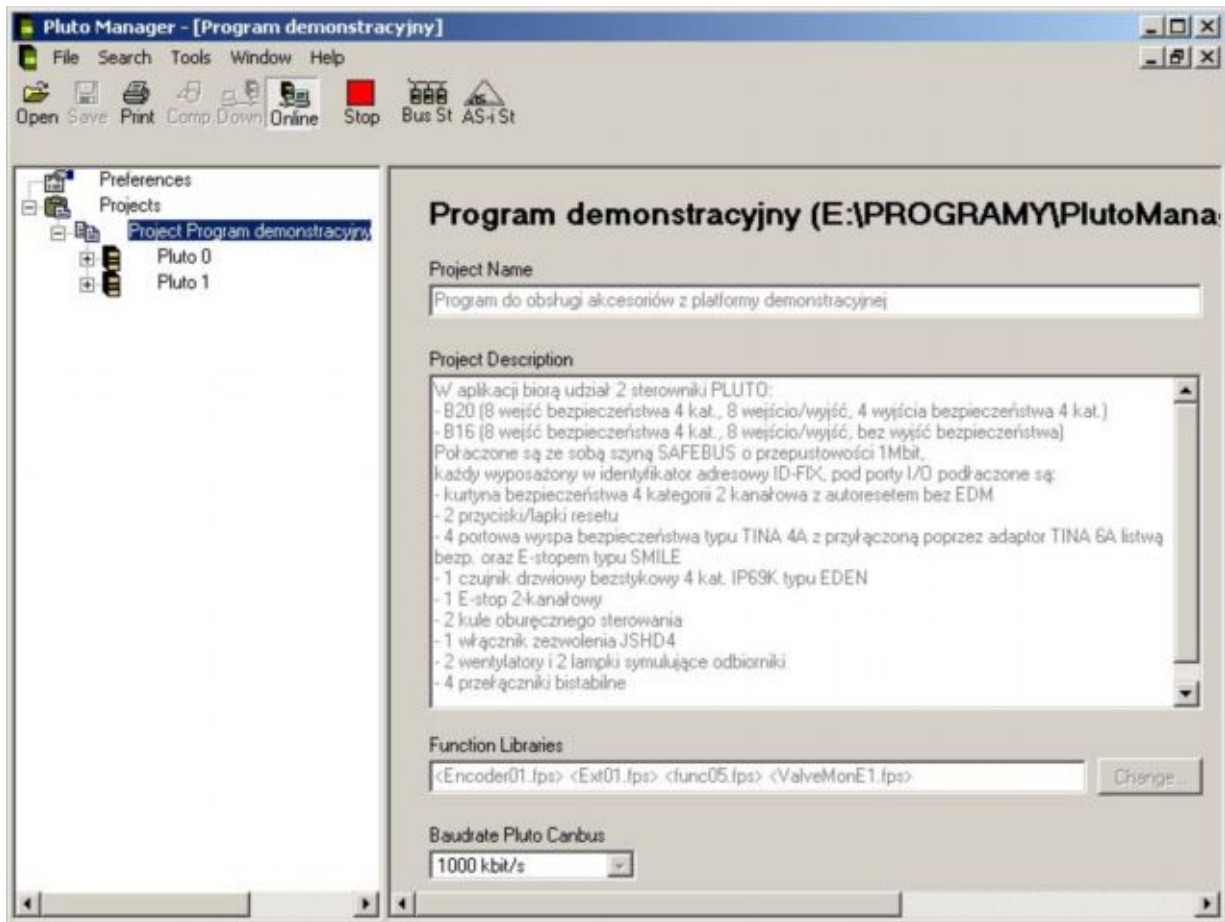 Pluto Manager - [Program demonstracyjny]
File Search Tools Window Help
Open Save Print Comp. Down Online Stop Bus St AS-i St
Preferences
Projects
Project Program demonstracyjny
Pluto 0
Pluto 1
Program demonstracyjny (E:\PROGRAMY\PlutoMana
Project Name
Program do obsługi akcesoriów z platformy demonstracyjnej
Project Description
W aplikacji biorą udział 2 sterowniki PLUTO:
- B20 (8 wejść bezpieczeństwa 4 kat., 8 wejścio/wyjść, 4 wyjścia bezpieczeństwa 4 kat.)
- B16 (8 wejść bezpieczeństwa 4 kat., 8 wejścio/wyjść, bez wyjść bezpieczeństwa)
Połaczone są ze sobą szyną SAFEBUS o przepustowości 1Mbit,
każdy wyposażony w identyfikator adresowy ID-FIX, pod porty I/O podłaczone są:
- kurtyna bezpieczeństwa 4 kategorii 2 kanałowa z autoresetem bez EDM
- 2 przyciski/lapki resetu
- 4 portowa wyspa bezpieczeństwa typu TINA 4A z przyłączoną poprzez adaptor TINA 6A listwą
bezp. oraz E-stopem typu SMILE
- 1 czujnik drzwiowy bezstykowy 4 kat. IP69K typu EDEN
- 1 E-stop 2-kanałowy
- 2 kule oburęcznego sterowania
- 1 włącznik zezwolenia JSHD4
- 2 wentylatory i 2 lampki symulujące odbiorniki
- 4 przełączniki bistabilne
Function Libraries
<Encoder01.fps> <Ext01.fps> <func05.fps> <ValveMonE1.fps>
Change...
Baudrate Pluto Canbus
1000 kbit/s